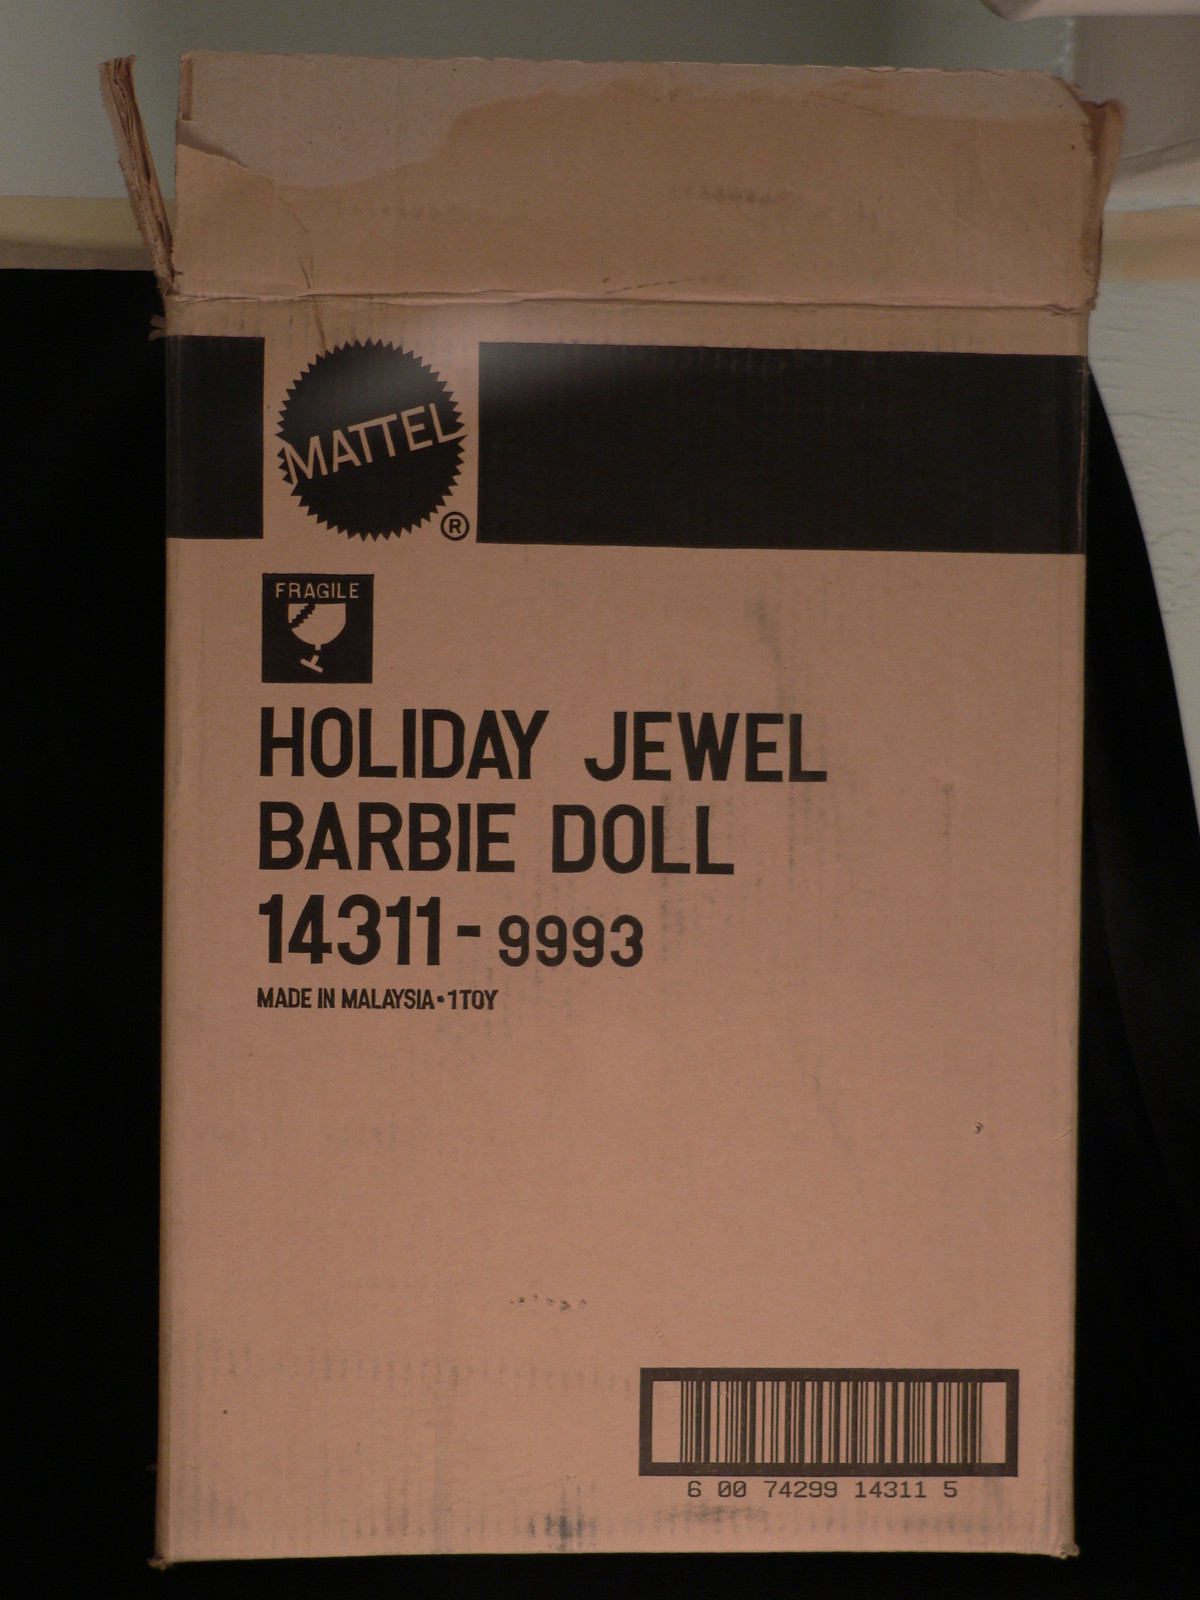 MATTEL
®
FRAGILE
HOLIDAY JEWEL
BARBIE DOLL
14311-9993
MADE IN MALAYSIA•1TOY
6 00 74299 14311 5